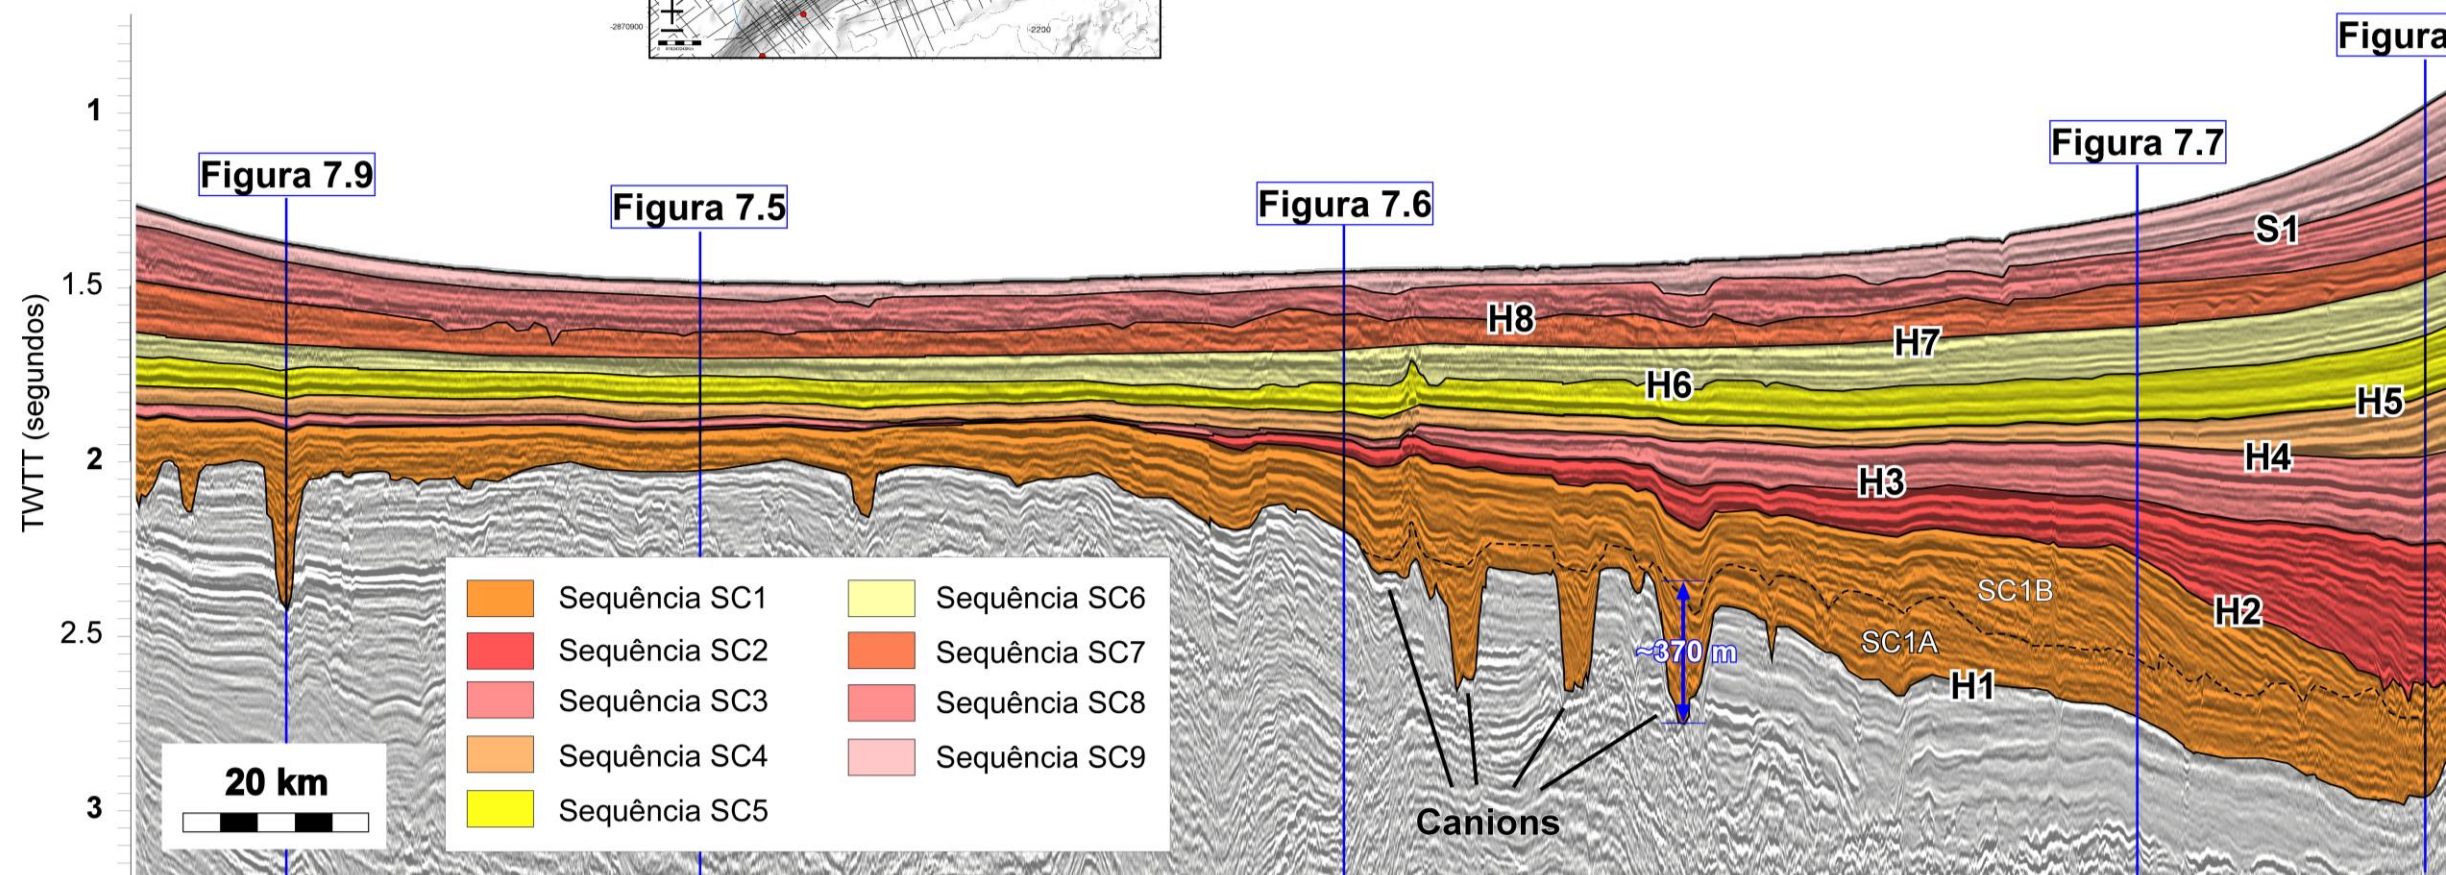 -2870900
-2200
Figura
1
Figura 7.7
Figura 7.9
Figura 7.5
Figura 7.6
S1
1.5
H8
H7
H6
H5
H4
2
H3
TWTT (segundos)
SC1B
H2
2.5
SC1A
~370 m
H1
Sequência SC1
Sequência SC2
Sequência SC3
Sequência SC4
Sequência SC5
Sequência SC6
Sequência SC7
Sequência SC8
Sequência SC9
20 km
3
Canions